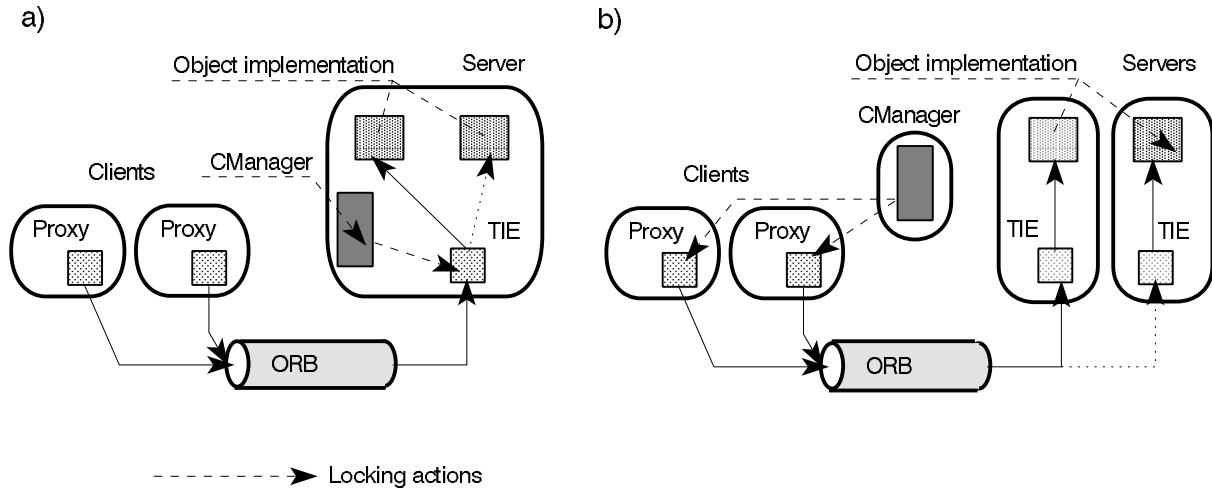 a)
Object implementation
Server
CManager
Clients
Proxy
Proxy
TIE
ORB
b)
Object implementation
Servers
CManager
Clients
Proxy
Proxy
TIE
TIE
ORB
Locking actions